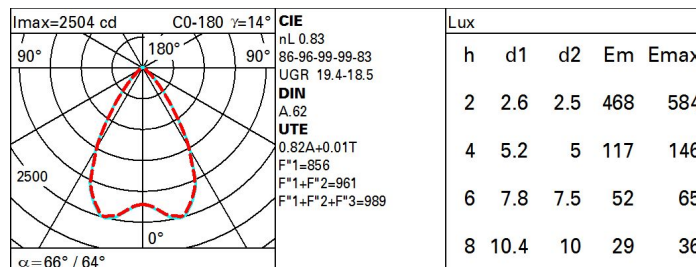 Imax=2504 cd C0-180 γ=14°
90° 180° 90°
2500
0°
α=66° / 64°
CIE
nL 0.83
86-96-99-99-83
UGR 19.4-18.5
DIN
A.62
UTE
0.82A+0.01T
F"1=856
F"1+F"2=961
F"1+F"2+F"3=989
Lux
h d1 d2 Em Emax
2 2.6 2.5 468 584
4 5.2 5 117 146
6 7.8 7.5 52 65
8 10.4 10 29 36